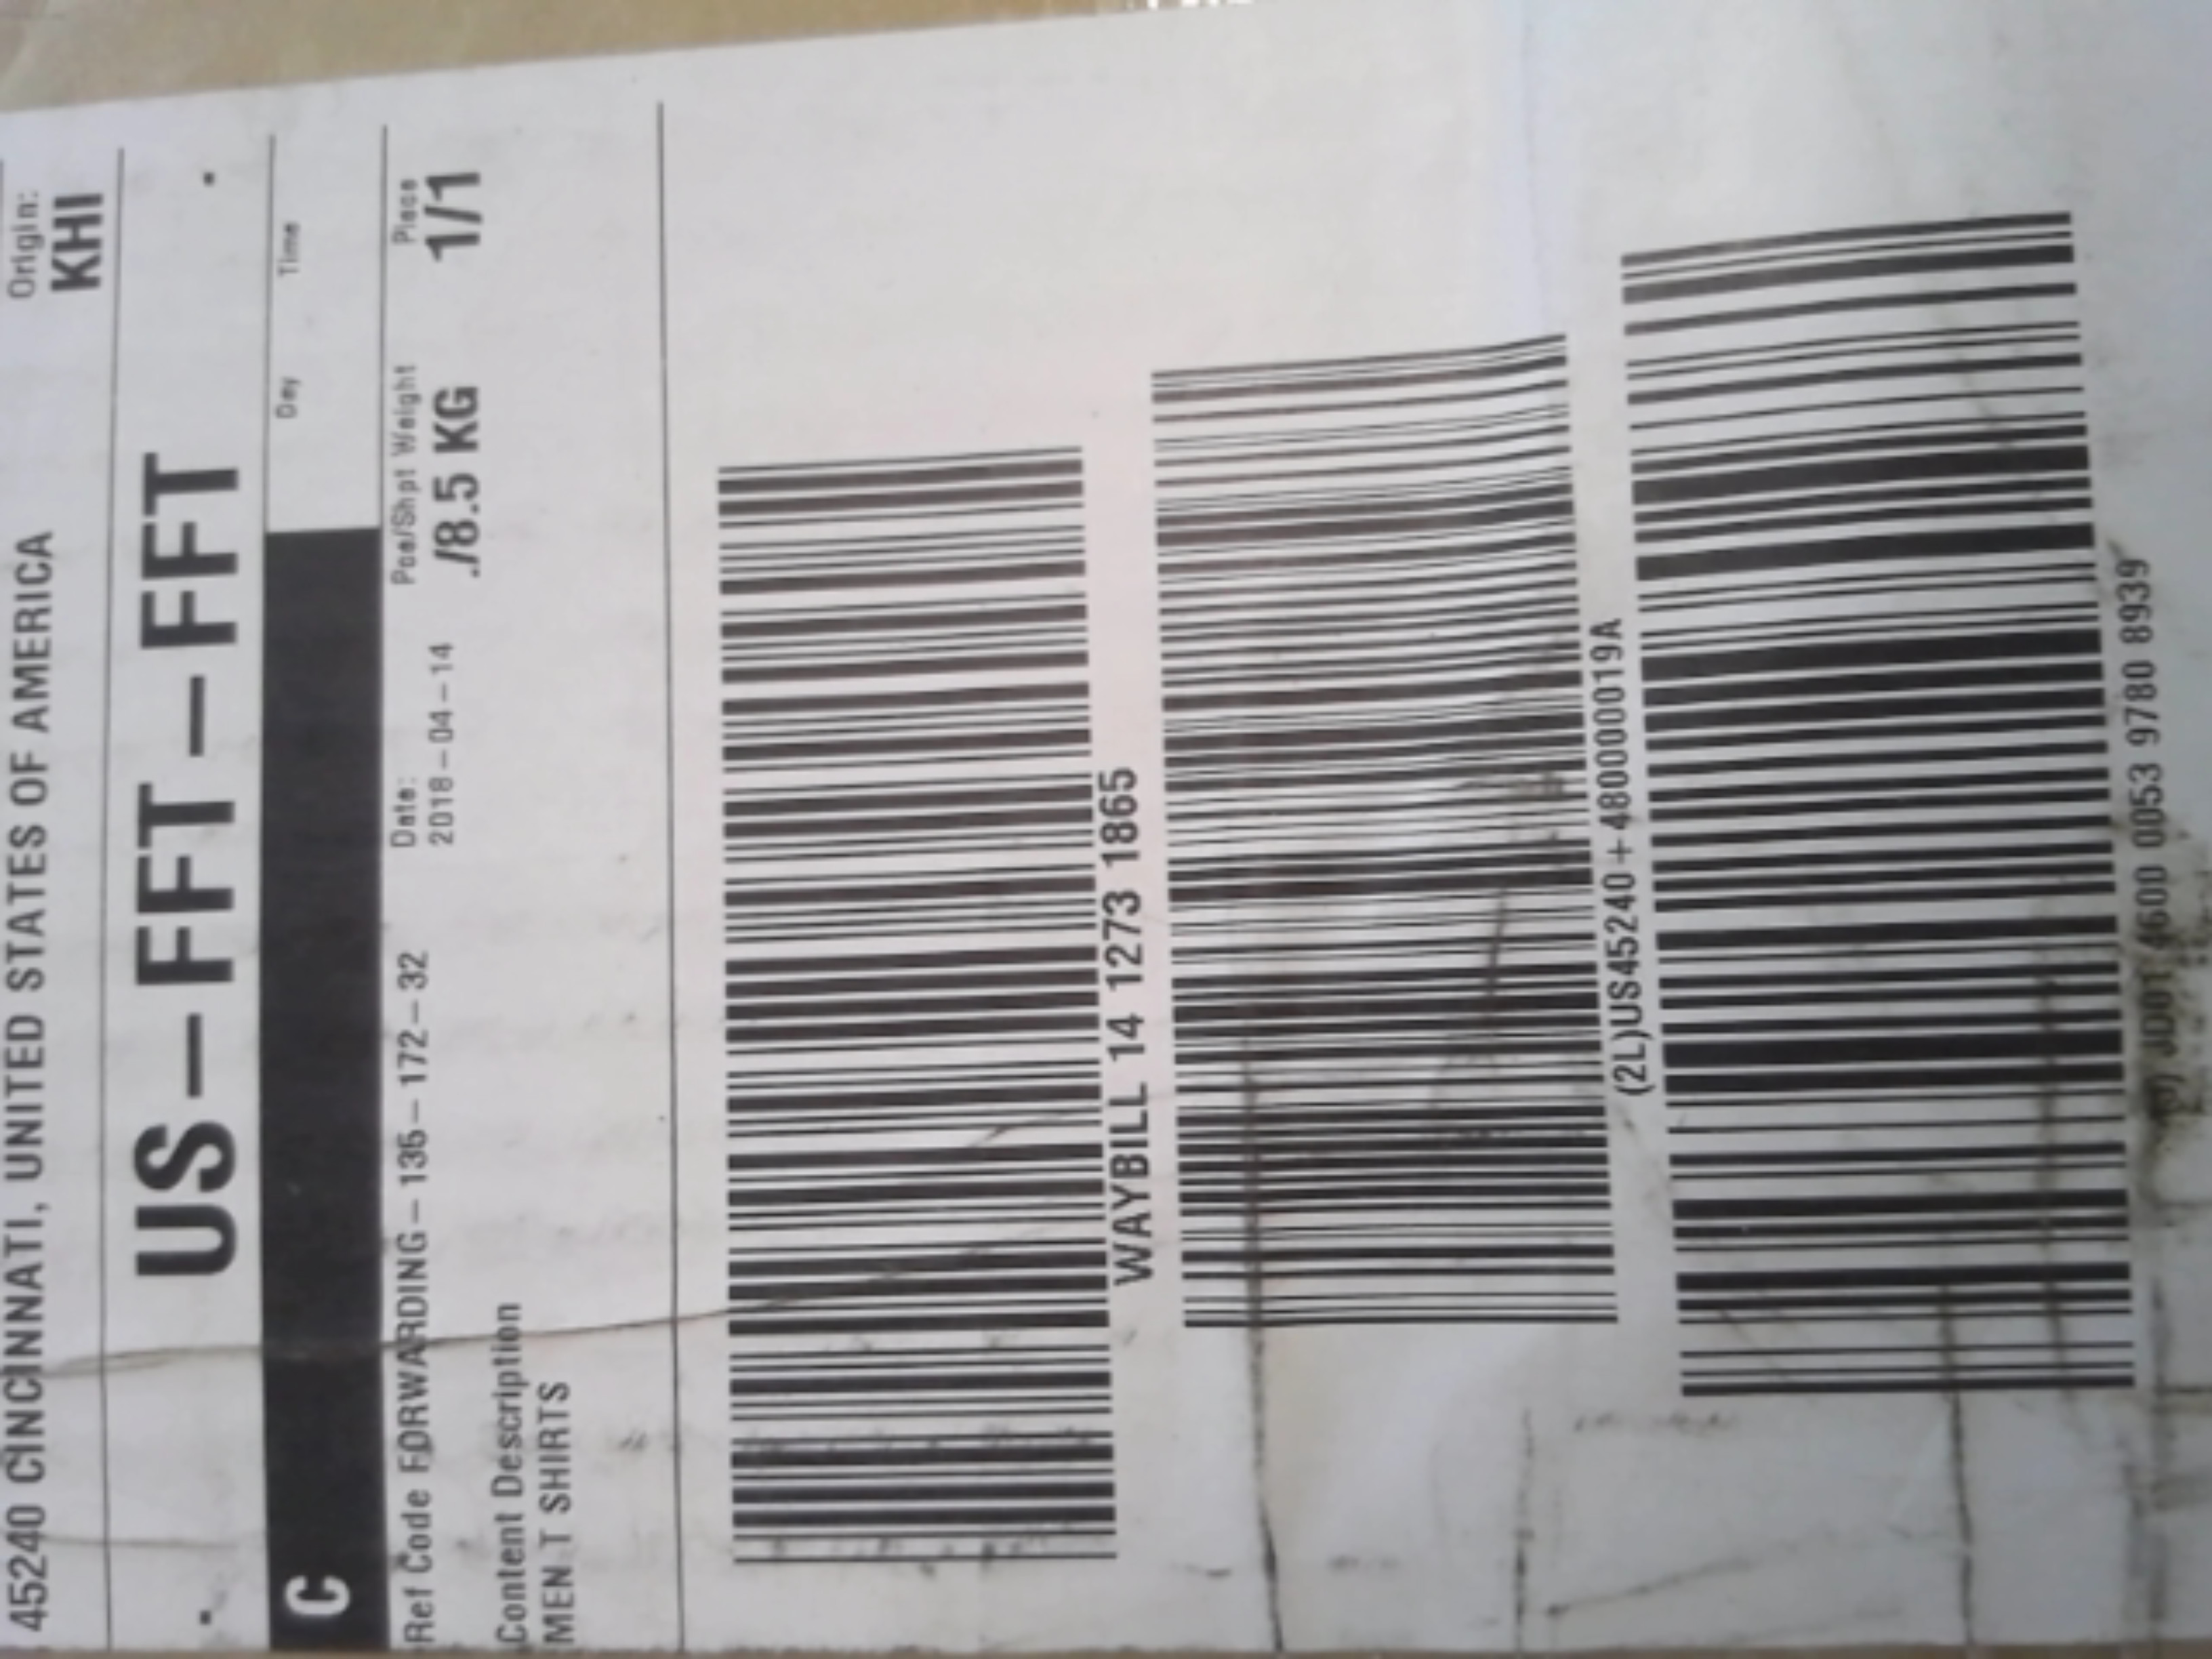 45240 CINCINNATI, UNITED STATES OF AMERICA
Origin:
KHI
US-FFT-FFT
C
Day Time
Ref Code FORWARDING-135-172-32
Date:
2018-04-14
Pce/Shpt Weight
./8.5 KG
Piece
1/1
Content Description
MEN T SHIRTS
WAYBILL 14 1273 1865
(2L)US45240+480000019A
JD01 4600 0053 9780 8939